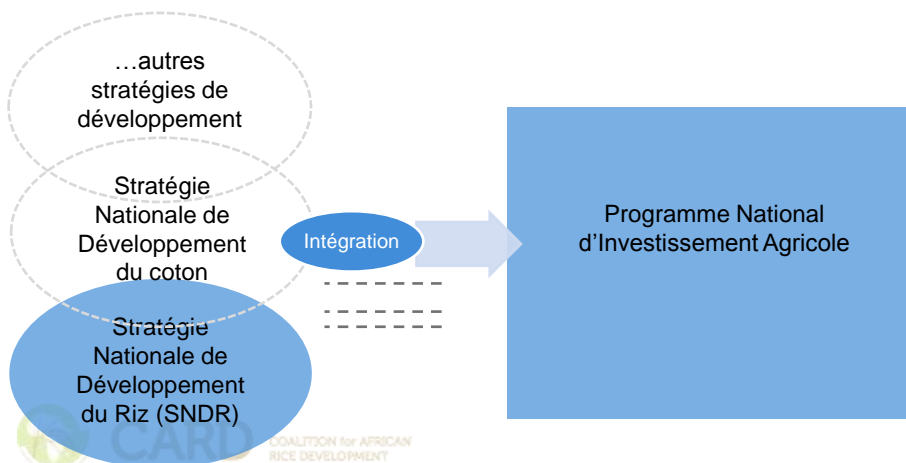 …autres
stratégies de
développement
Stratégie
Nationale de
Développement
du coton
Intégration
Programme National
d’Investissement Agricole
Stratégie
Nationale de
Développement
du Riz (SNDR)
CARD
COALITION for AFRICAN
RICE DEVELOPMENT